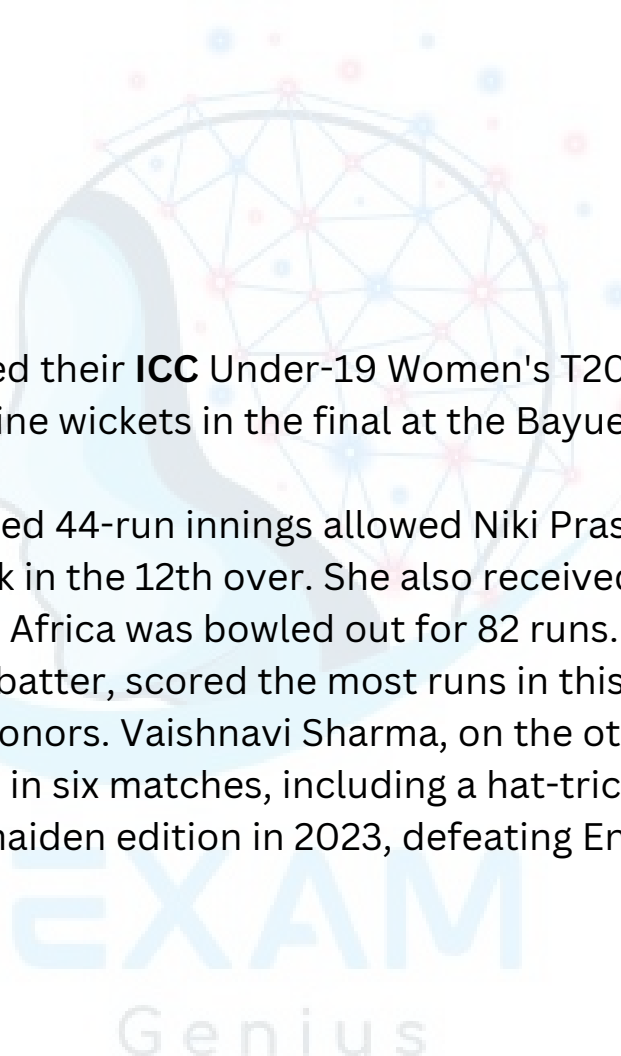 ed their ICC Under-19 Women's T20
ine wickets in the final at the Bayue
ed 44-run innings allowed Niki Pras
k in the 12th over. She also received
Africa was bowled out for 82 runs.
batter, scored the most runs in this
onors. Vaishnavi Sharma, on the ot
in six matches, including a hat-tric
naiden edition in 2023, defeating En
EXAM
Genius